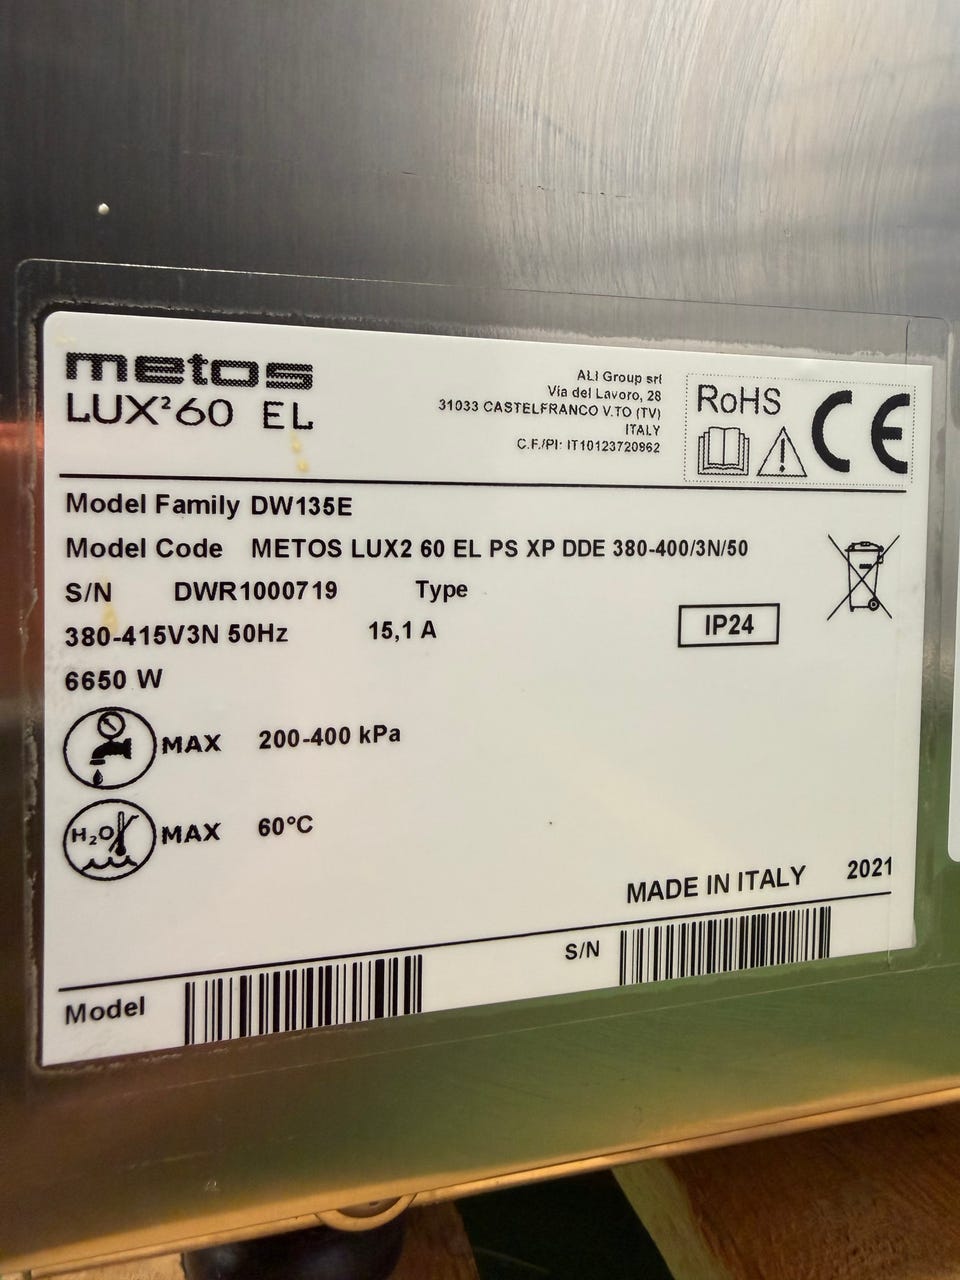 metos
LUX²60 EL
ALI Group srl
Via del Lavoro, 28
31033 CASTELFRANCO V.TO (TV)
ITALY
C.F./PI: IT10123720962
RoHS
CE
Model Family DW135E
Model Code METOS LUX2 60 EL PS XP DDE 380-400/3N/50
S/N DWR1000719 Type
380-415V3N 50Hz 15,1 A
IP24
6650 W
MAX 200-400 kPa
H₂O MAX 60°C
MADE IN ITALY 2021
Model
S/N